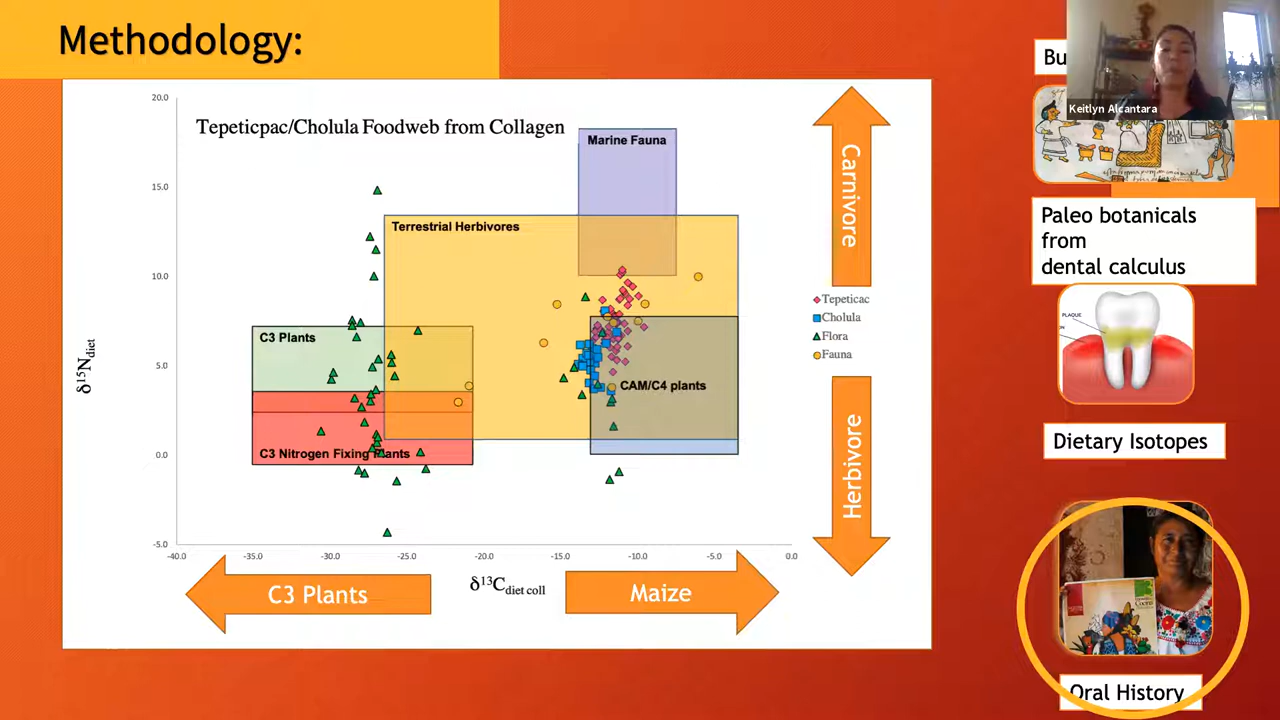 Methodology:
Tepeticpac/Cholula Foodweb from Collagen
20.0
15.0
10.0
5.0
0.0
-5.0
-40.0
-35.0
-30.0
-25.0
-20.0
-15.0
-10.0
-5.0
0.0
δ15Ndiet
δ13Cdiet coll
Marine Fauna
Terrestrial Herbivores
C3 Plants
C3 Nitrogen Fixing Plants
CAM/C4 plants
Tepeticac
Cholula
Flora
Fauna
Carnivore
Herbivore
C3 Plants
Maize
Bu
Keitlyn Alcantara
Paleo botanicals
from
dental calculus
PLAQUE
Dietary Isotopes
Cocina
Oral History